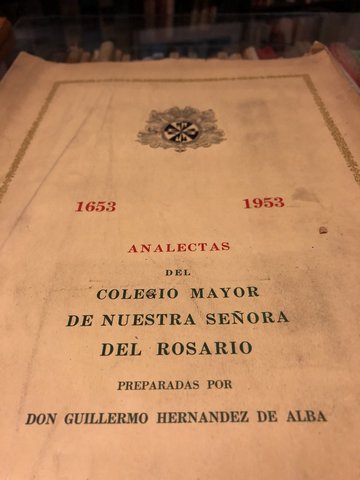 1653 1953
ANALECTAS
DEL
COLEGIO MAYOR
DE NUESTRA SEÑORA
DEL ROSARIO
PREPARADAS POR
DON GUILLERMO HERNANDEZ DE ALBA